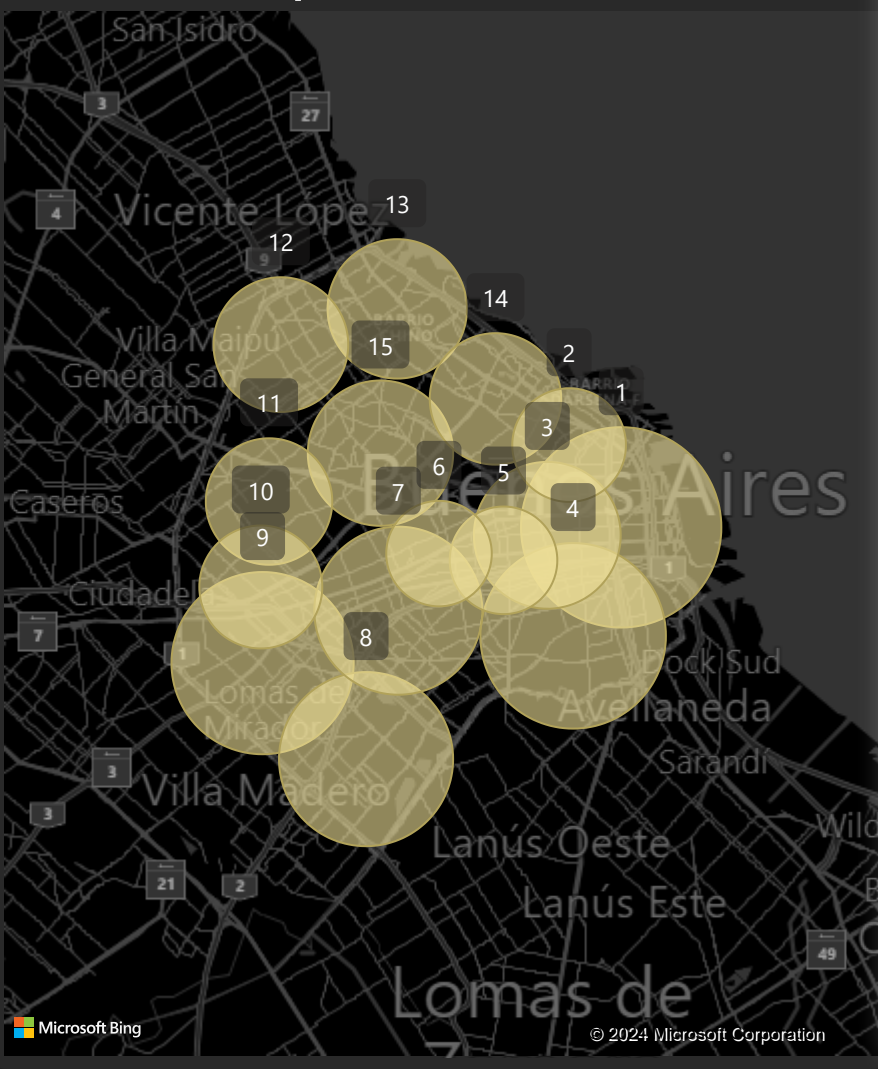 San Isidro
3
27
4
Vicente López
13
12
9
14
Villa Maipú
15
2
General San
Martín
11
1
3
6
5
Buenos Aires
Caseros
10
7
4
9
1
Ciudadel
7
8
1
Dock Sud
Lomas del
Mirador
Avellaneda
3
Sarandí
Villa Madero
3
Wild
Lanús Oeste
21
2
Lanús Este
49
Lomas de
Microsoft Bing
© 2024 Microsoft Corporation